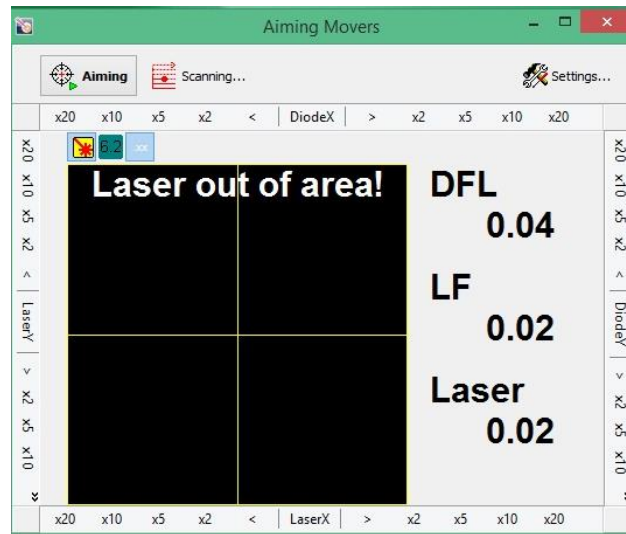 Aiming Movers
Aiming Scanning... Settings...
x20 x10 x5 x2 < DiodeX > x2 x5 x10 x20
6.2 .xx
Laser out of area!
DFL
0.04
LF
0.02
Laser
0.02
x20 x10 x5 x2 < LaserY > x2 x5 x10
x20 x10 x5 x2 < DiodeY > x2 x5 x10
x20 x10 x5 x2 < LaserX > x2 x5 x10 x20